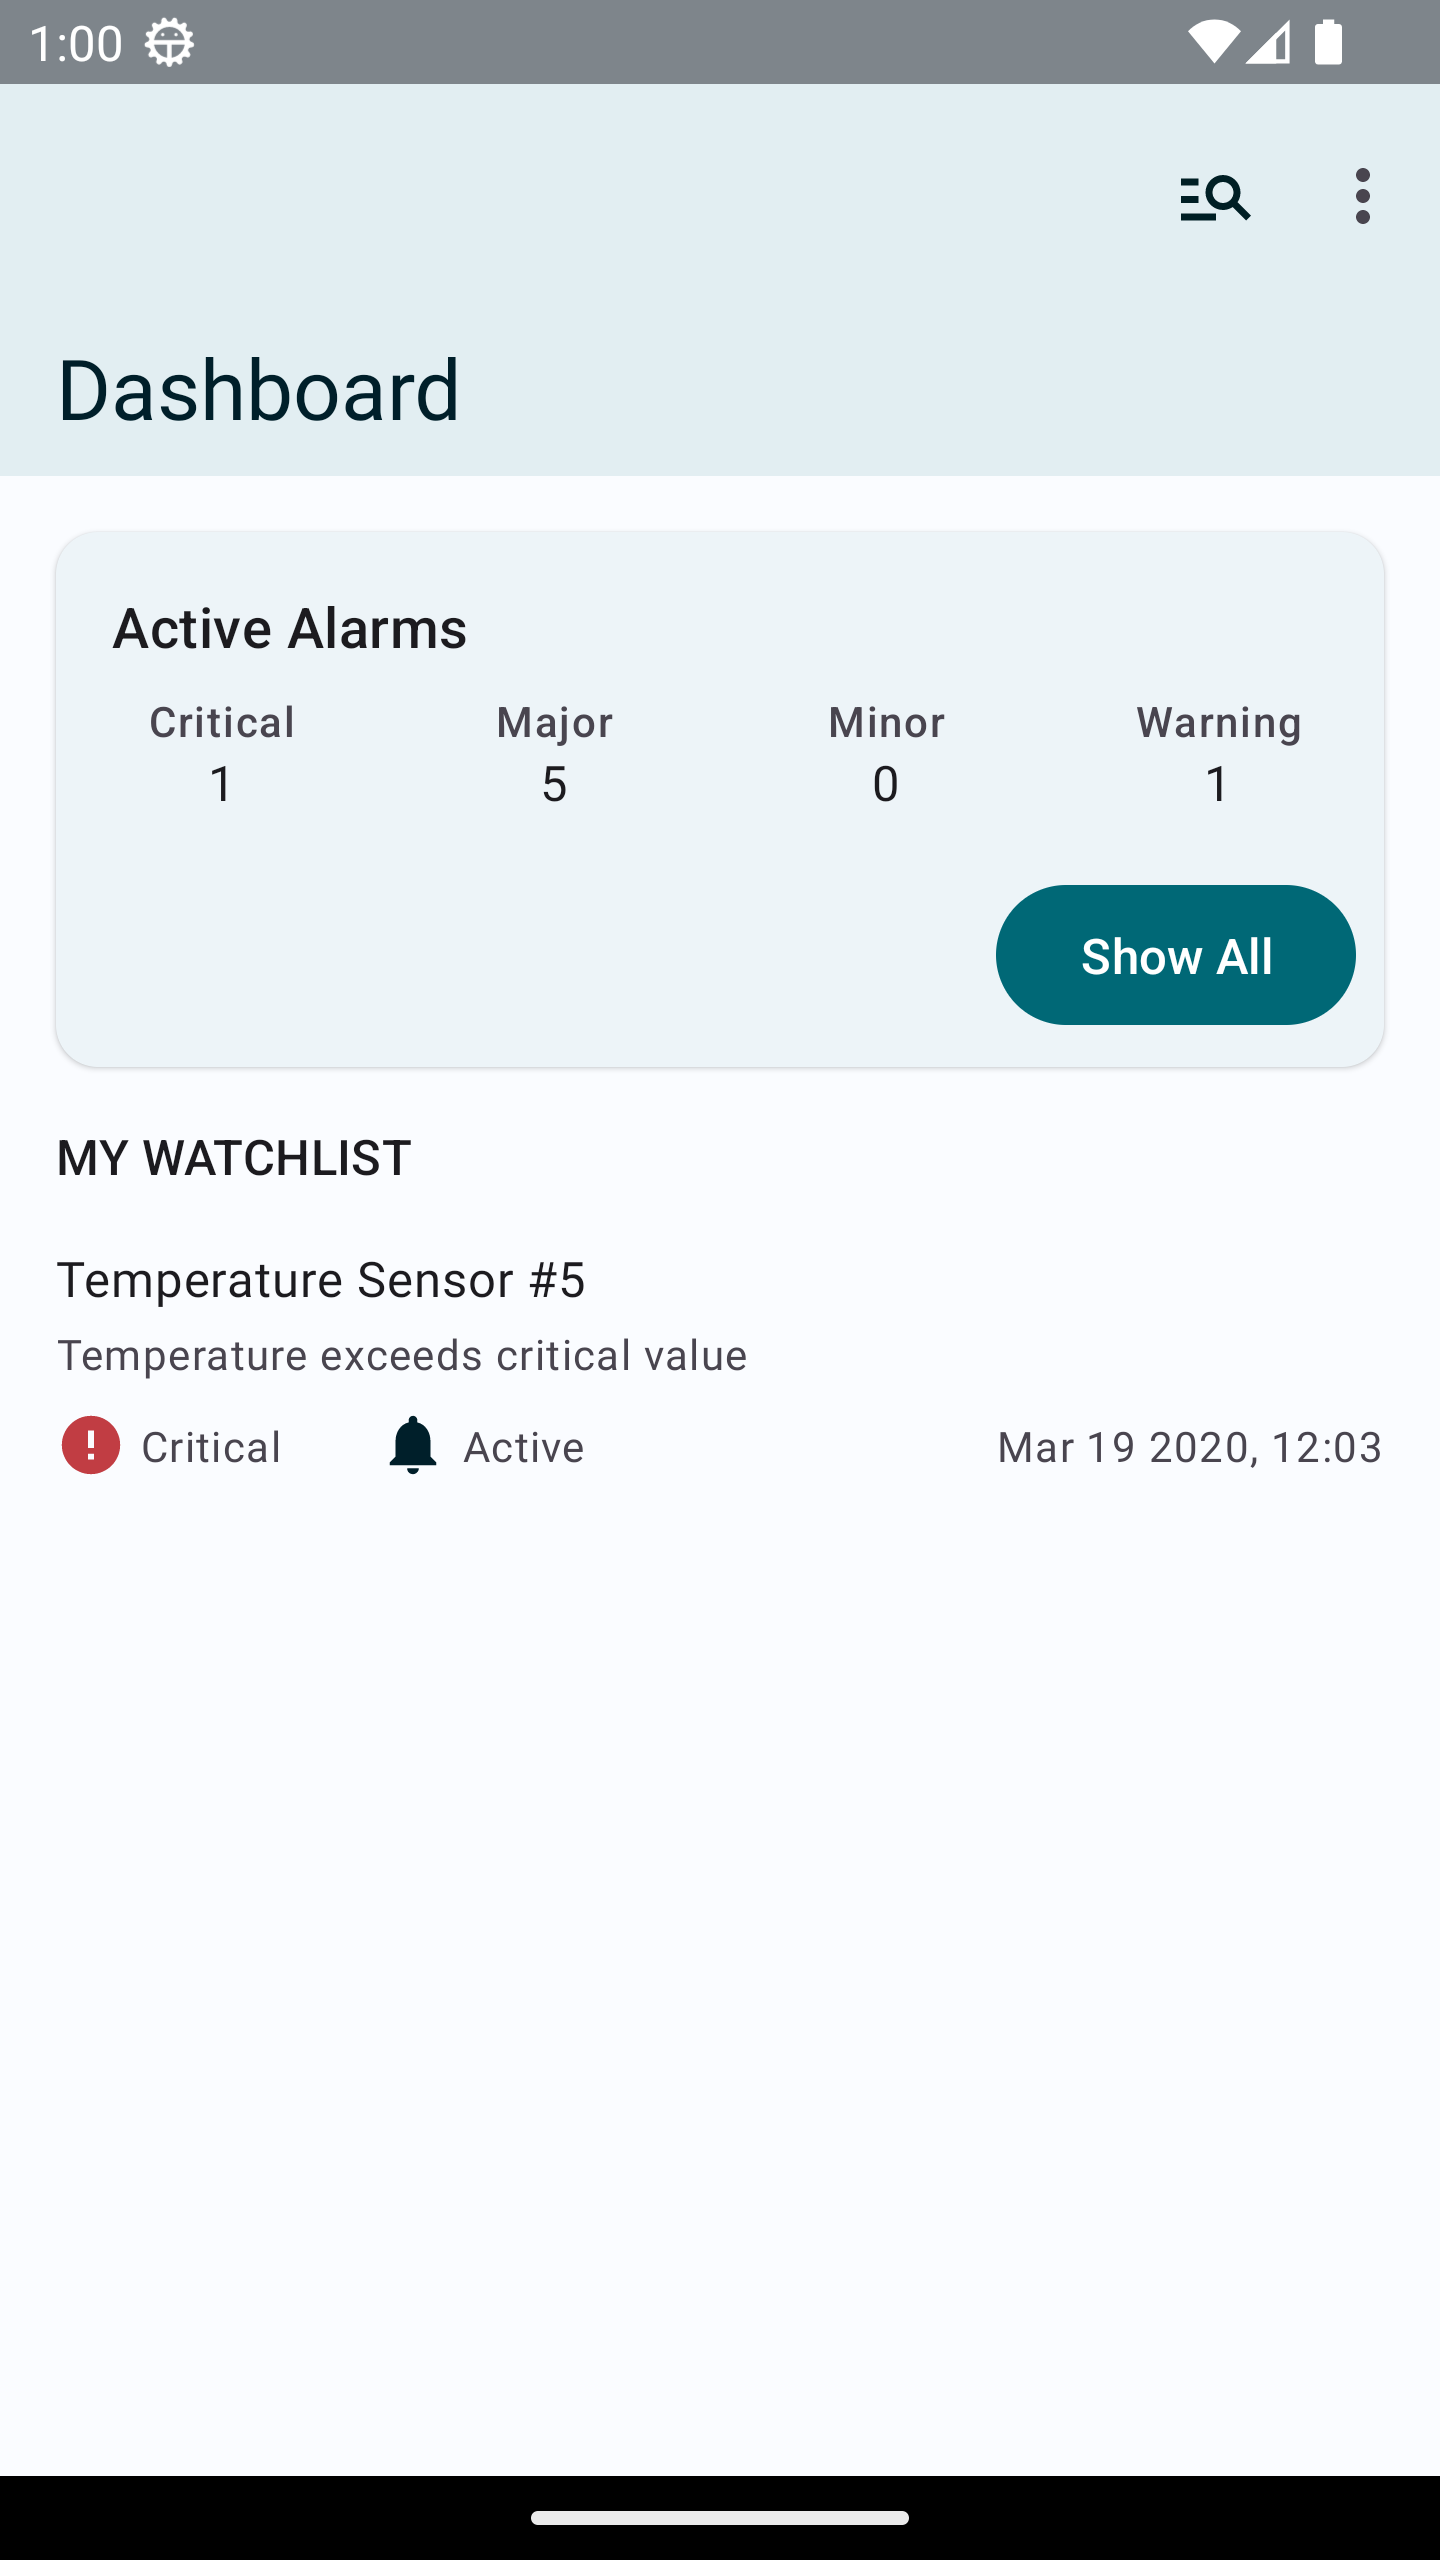 1:00
Dashboard
Active Alarms
Critical Major Minor Warning
1 5 0 1
Show All
MY WATCHLIST
Temperature Sensor #5
Temperature exceeds critical value
Critical Active Mar 19 2020, 12:03